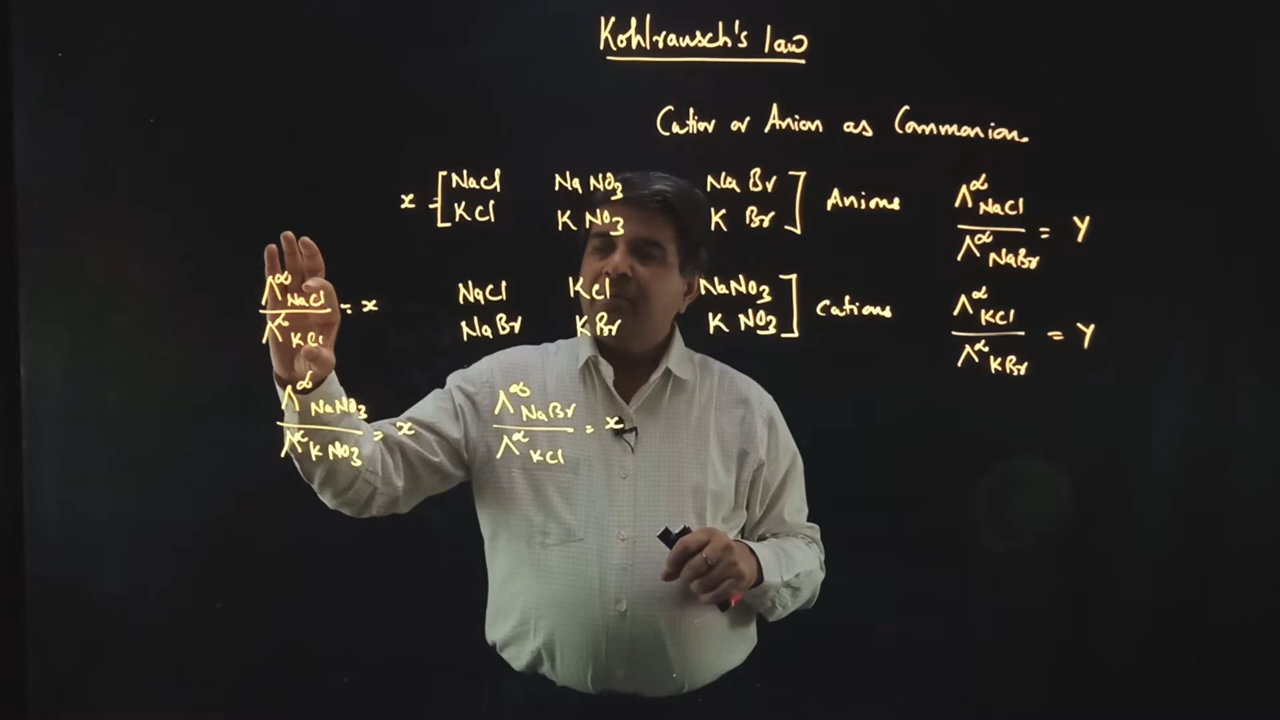 Kohlrausch's law
Cation or Anion as Common ion
x = [ NaCl NaNO3 NaBr ] Anions
KCl KNO3 KBr
Λ^α NaCl / Λ^α NaBr = Y
NaCl KCl NaNO3 ] Cations
NaBr KBr KNO3
Λ^α KCl / Λ^α KBr = Y
Λ^α NaCl / Λ^α KCl = x
Λ^α NaNO3 / Λ^α KNO3 = x
Λ^α NaBr / Λ^α KCl = x